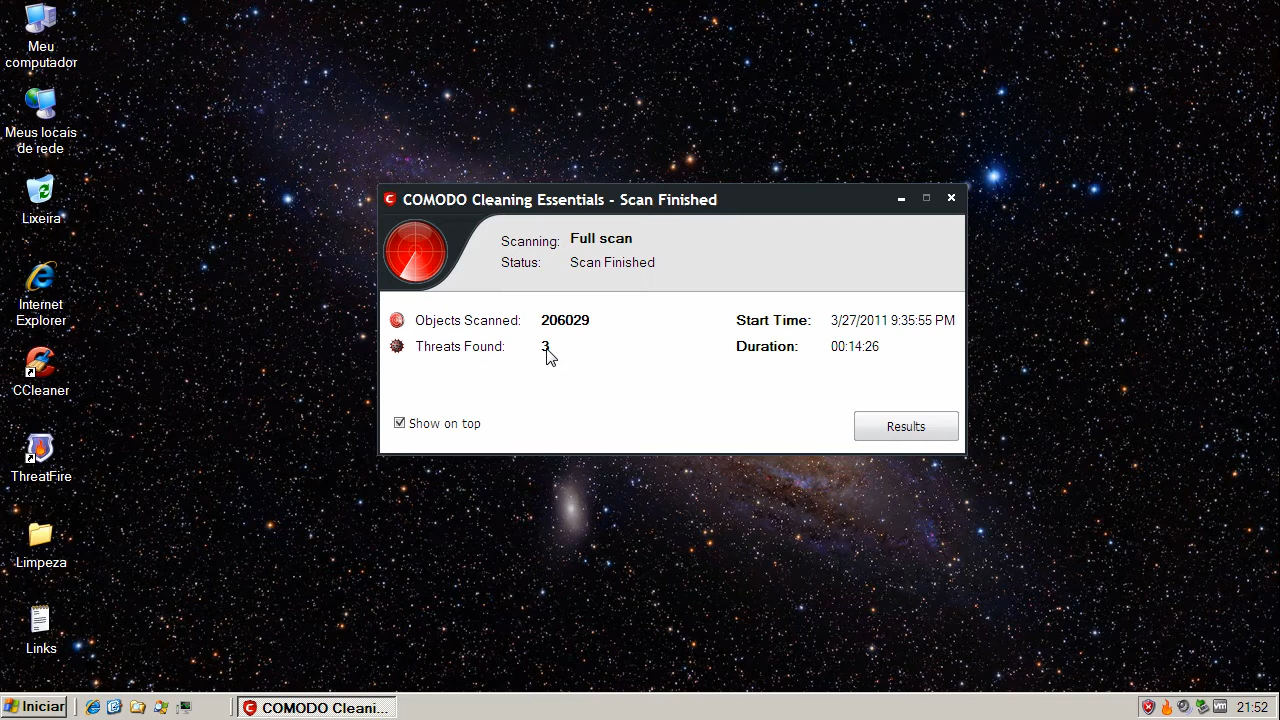 Meu
computador
Meus locais
de rede
Lixeira
Internet
Explorer
CCleaner
ThreatFire
Limpeza
Links
COMODO Cleaning Essentials - Scan Finished
Scanning: Full scan
Status: Scan Finished
Objects Scanned: 206029 Start Time: 3/27/2011 9:35:55 PM
Threats Found: 3 Duration: 00:14:26
Show on top
Results
Iniciar
COMODO Cleani...
21:52